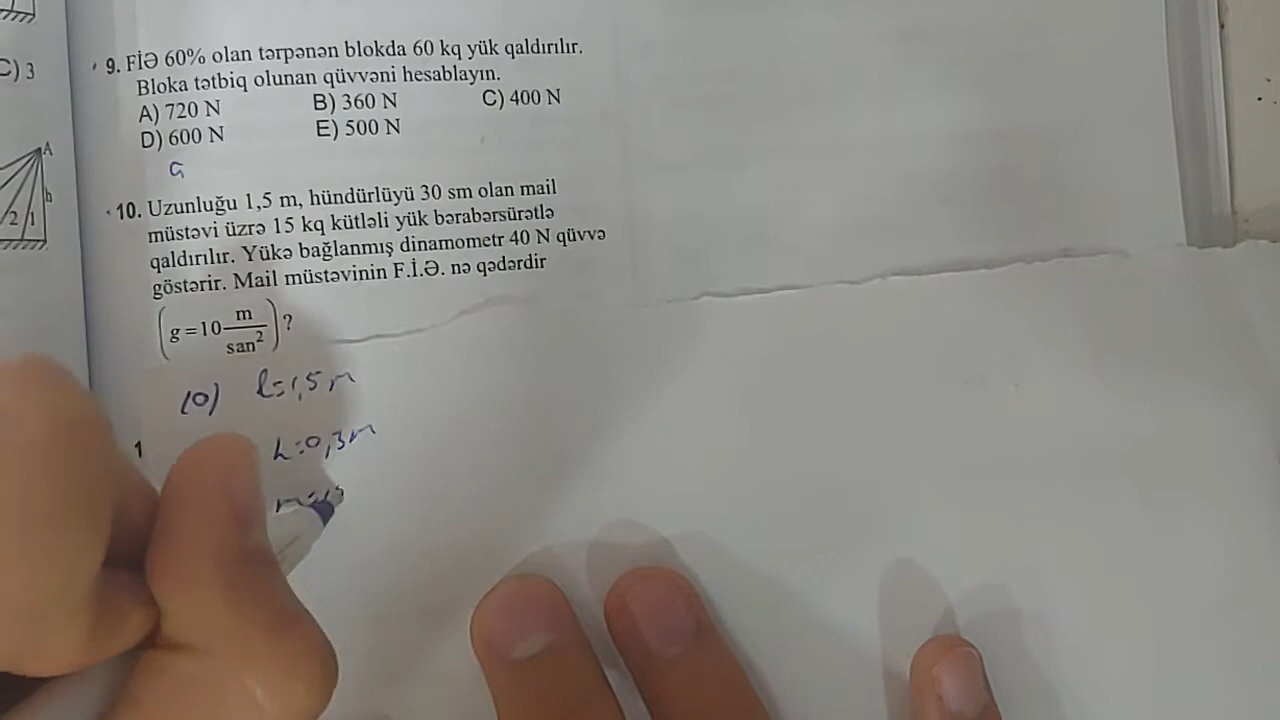 C) 3
A
h
2 1
9. FİƏ 60% olan tərpənən blokda 60 kq yük qaldırılır.
Bloka tətbiq olunan qüvvəni hesablayın.
A) 720 N B) 360 N C) 400 N
D) 600 N E) 500 N
10. Uzunluğu 1,5 m, hündürlüyü 30 sm olan mail
müstəvi üzrə 15 kq kütləli yük bərabərsürətlə
qaldırılır. Yükə bağlanmış dinamometr 40 N qüvvə
göstərir. Mail müstəvinin F.İ.Ə. nə qədərdir
(g=10 m/san²)?
10) l=1,5 m
h=0,3m
1